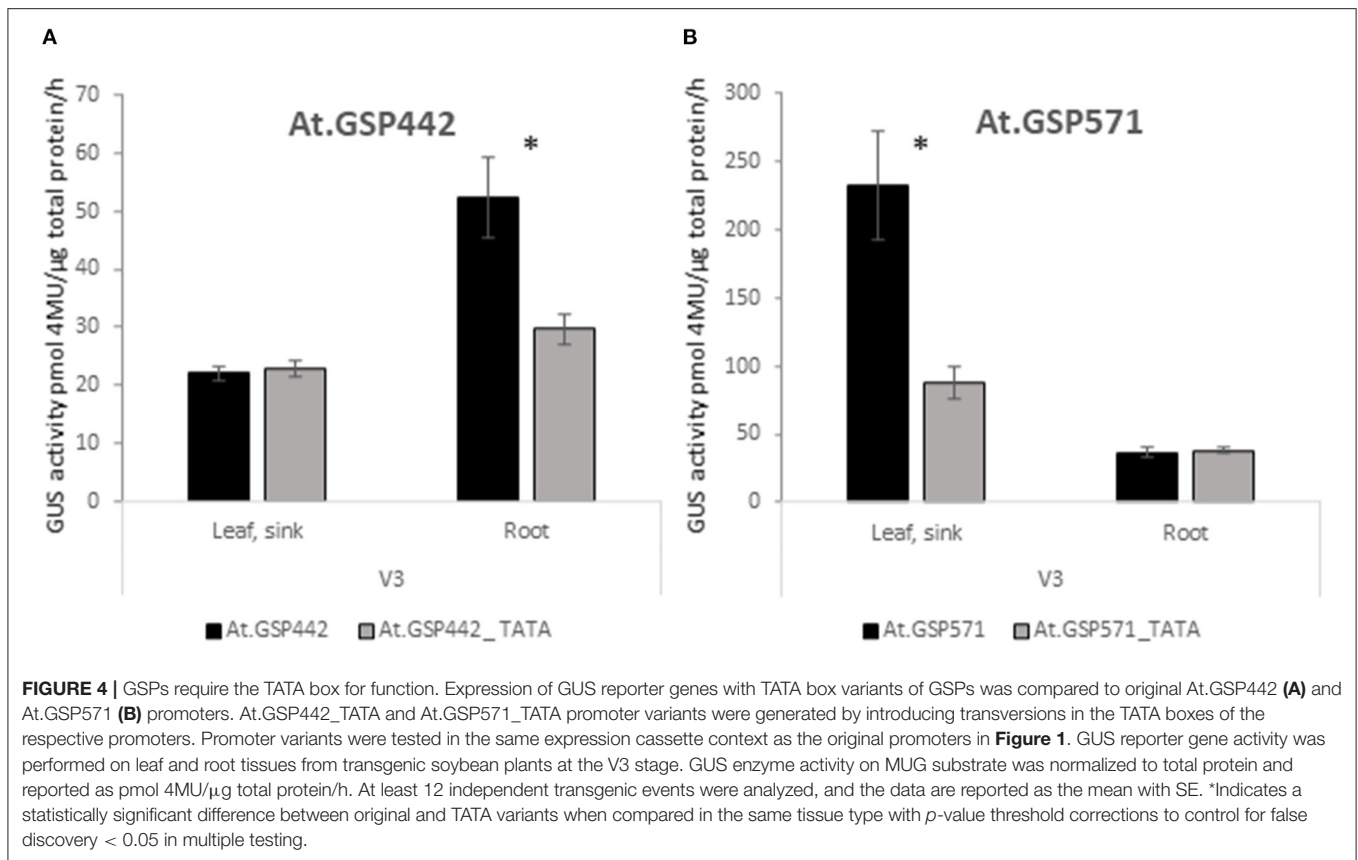 A
GUS activity pmol 4MU/µg total protein/h
70
60
50
40
30
20
10
0
At.GSP442
*
Leaf, sink
Root
V3
At.GSP442
At.GSP442_TATA
B
GUS activity pmol 4MU/µg total protein/h
300
250
200
150
100
50
0
At.GSP571
*
Leaf, sink
Root
V3
At.GSP571
At.GSP571_TATA
FIGURE 4 | GSPs require the TATA box for function. Expression of GUS reporter genes with TATA box variants of GSPs was compared to original At.GSP442 (A) and
At.GSP571 (B) promoters. At.GSP442_TATA and At.GSP571_TATA promoter variants were generated by introducing transversions in the TATA boxes of the
respective promoters. Promoter variants were tested in the same expression cassette context as the original promoters in Figure 1. GUS reporter gene activity was
performed on leaf and root tissues from transgenic soybean plants at the V3 stage. GUS enzyme activity on MUG substrate was normalized to total protein and
reported as pmol 4MU/µg total protein/h. At least 12 independent transgenic events were analyzed, and the data are reported as the mean with SE. *Indicates a
statistically significant difference between original and TATA variants when compared in the same tissue type with p-value threshold corrections to control for false
discovery < 0.05 in multiple testing.